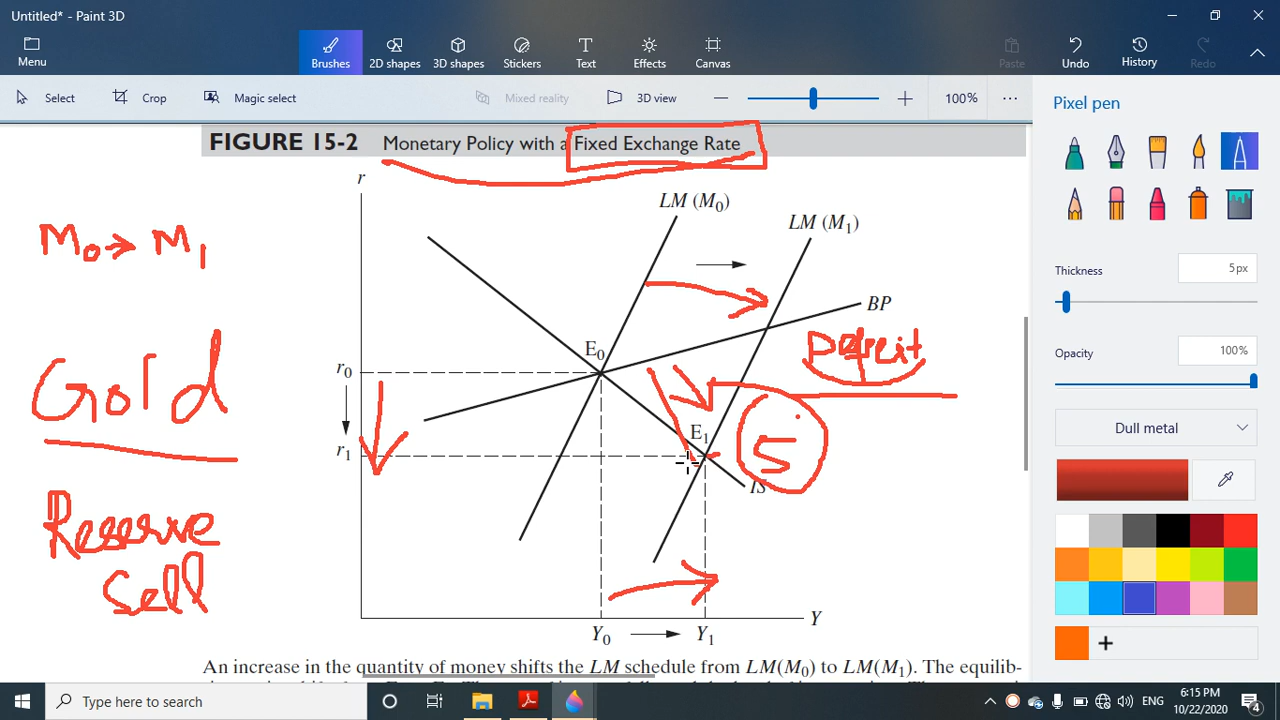 Untitled* - Paint 3D
Menu
Brushes
2D shapes
3D shapes
Stickers
Text
Effects
Canvas
Paste
Undo
History
Redo
Select
Crop
Magic select
Mixed reality
3D view
100%
Pixel pen
Thickness
5px
Opacity
100%
Dull metal
FIGURE 15-2 Monetary Policy with a Fixed Exchange Rate
r
LM (M0)
LM (M1)
BP
E0
r0
E1
r1
IS
Y
Y0
Y1
M0 → M1
Gold
Reserve
Sell
Deficit
5
An increase in the quantity of money shifts the LM schedule from LM(M0) to LM(M1). The equilib-
Type here to search
ENG
6:15 PM
10/22/2020
4